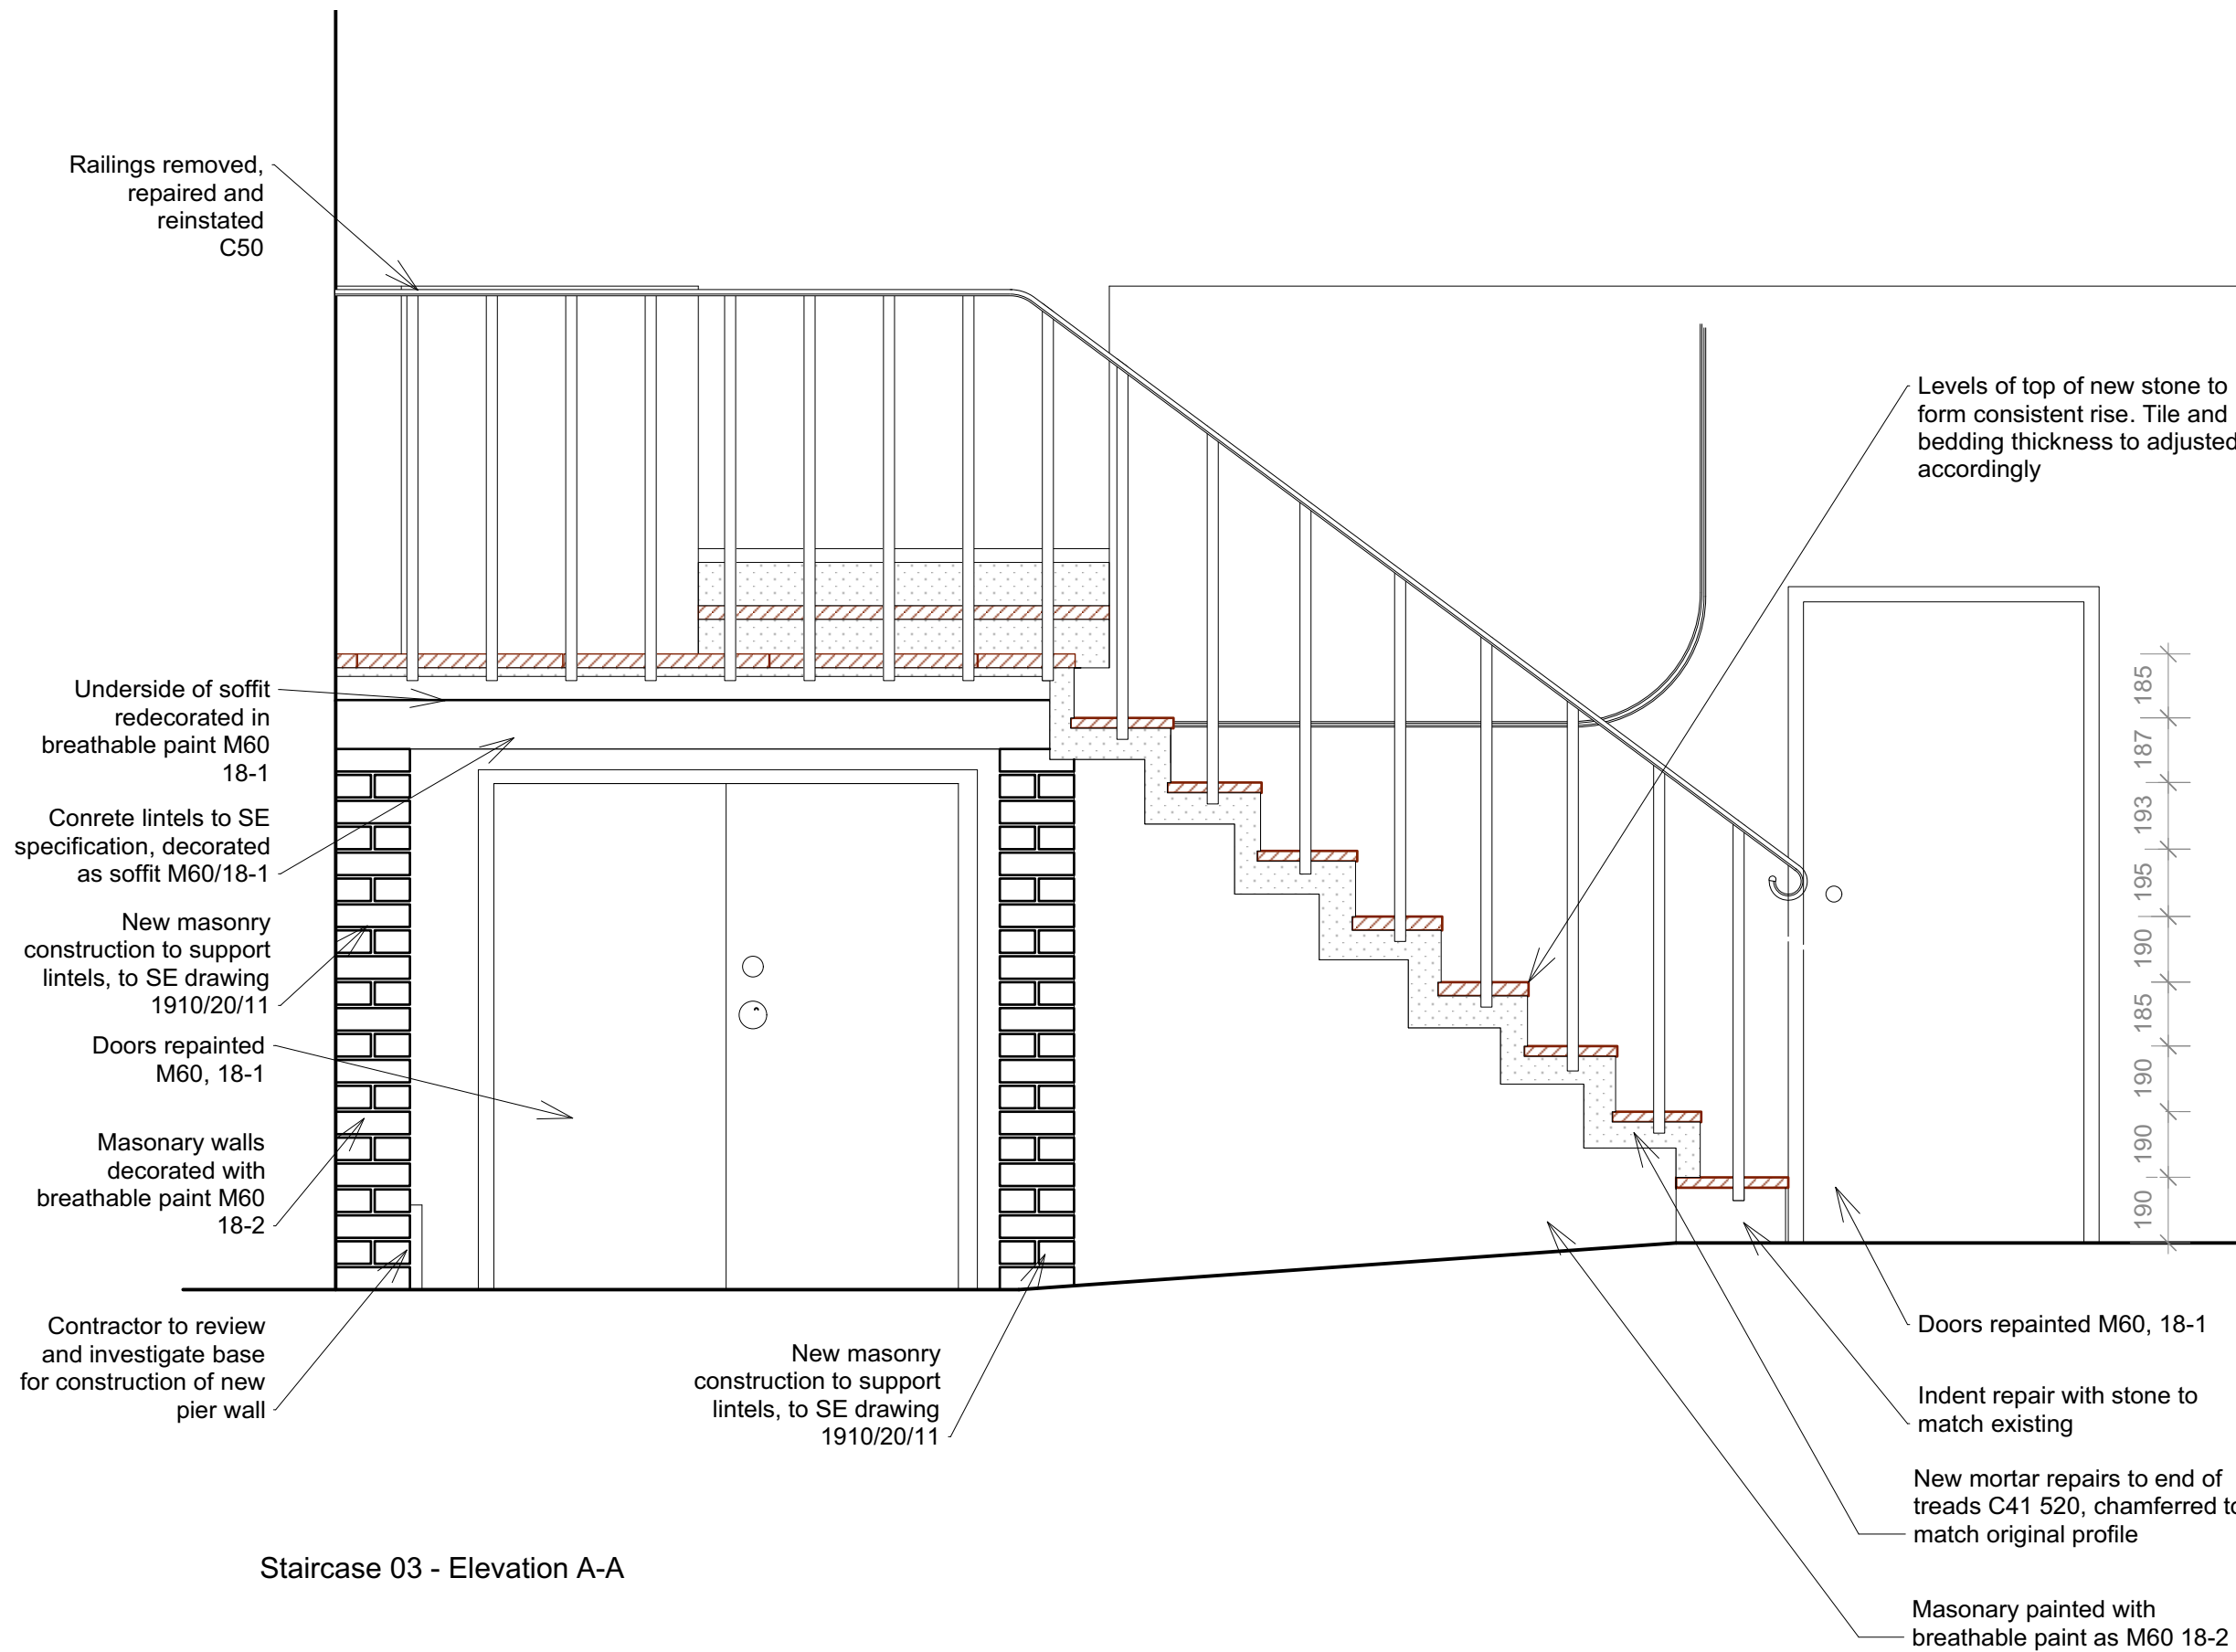 Railings removed,
repaired and
reinstated
C50
Levels of top of new stone to
form consistent rise. Tile and
bedding thickness to adjusted
accordingly
Underside of soffit
redecorated in
breathable paint M60
18-1
Conrete lintels to SE
specification, decorated
as soffit M60/18-1
New masonry
construction to support
lintels, to SE drawing
1910/20/11
Doors repainted
M60, 18-1
Masonary walls
decorated with
breathable paint M60
18-2
Contractor to review
and investigate base
for construction of new
pier wall
New masonry
construction to support
lintels, to SE drawing
1910/20/11
185
187
193
195
190
185
190
190
190
Doors repainted M60, 18-1
Indent repair with stone to
match existing
New mortar repairs to end of
treads C41 520, chamferred to
match original profile
Masonary painted with
breathable paint as M60 18-2
Staircase 03 - Elevation A-A